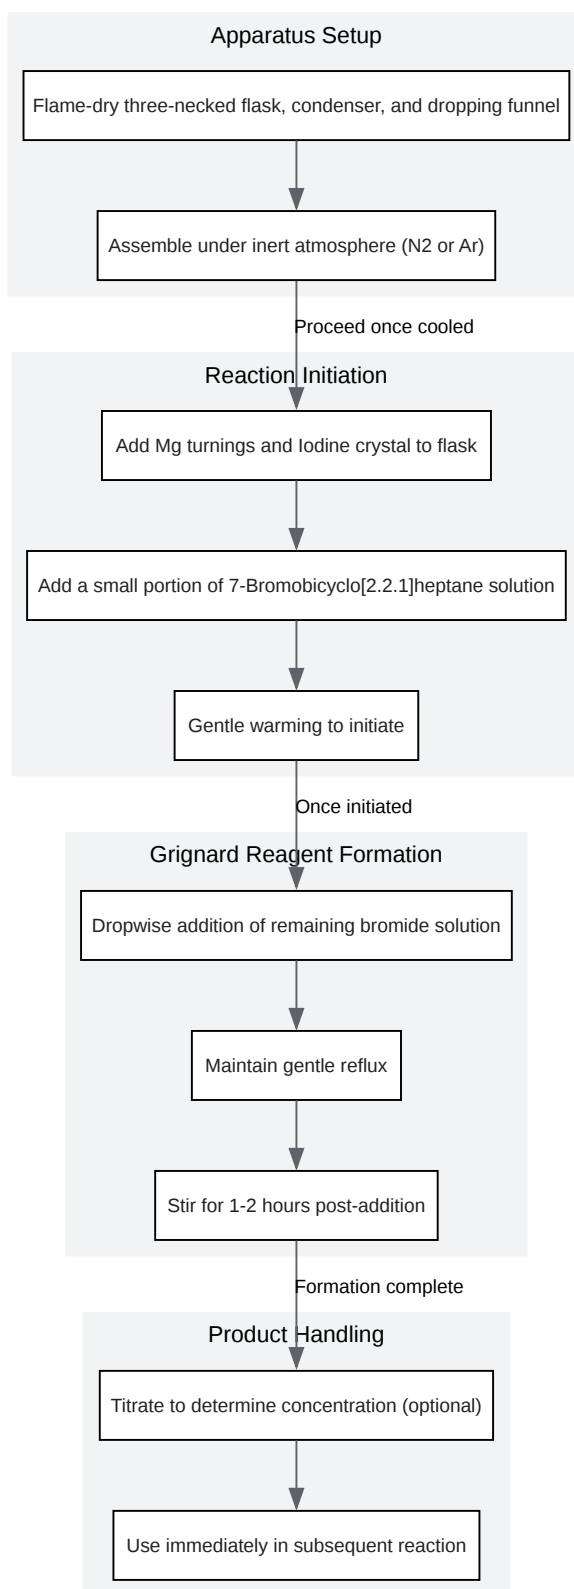 Apparatus Setup
Flame-dry three-necked flask, condenser, and dropping funnel
Assemble under inert atmosphere (N2 or Ar)
Proceed once cooled
Reaction Initiation
Add Mg turnings and Iodine crystal to flask
Add a small portion of 7-Bromobicyclo[2.2.1]heptane solution
Gentle warming to initiate
Once initiated
Grignard Reagent Formation
Dropwise addition of remaining bromide solution
Maintain gentle reflux
Stir for 1-2 hours post-addition
Formation complete
Product Handling
Titrate to determine concentration (optional)
Use immediately in subsequent reaction